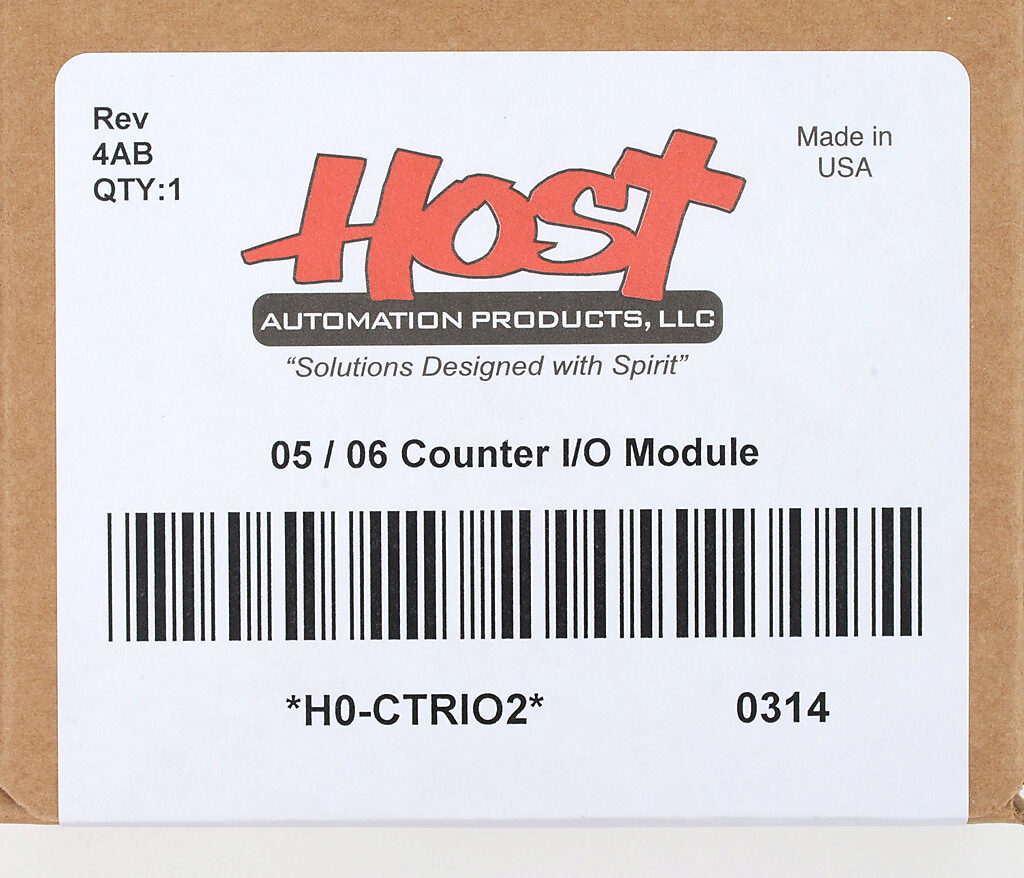 Rev
4AB
QTY:1
Made in
USA
HOST
AUTOMATION PRODUCTS, LLC
“Solutions Designed with Spirit”
05 / 06 Counter I/O Module
*H0-CTRIO2*
0314